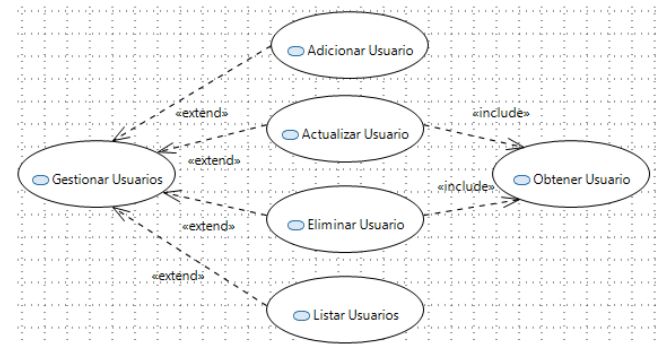 Adicionar Usuario
«extend»
«include»
Actualizar Usuario
«extend»
Gestionar Usuarios
Obtener Usuario
«include»
Eliminar Usuario
«extend»
«extend»
Listar Usuarios